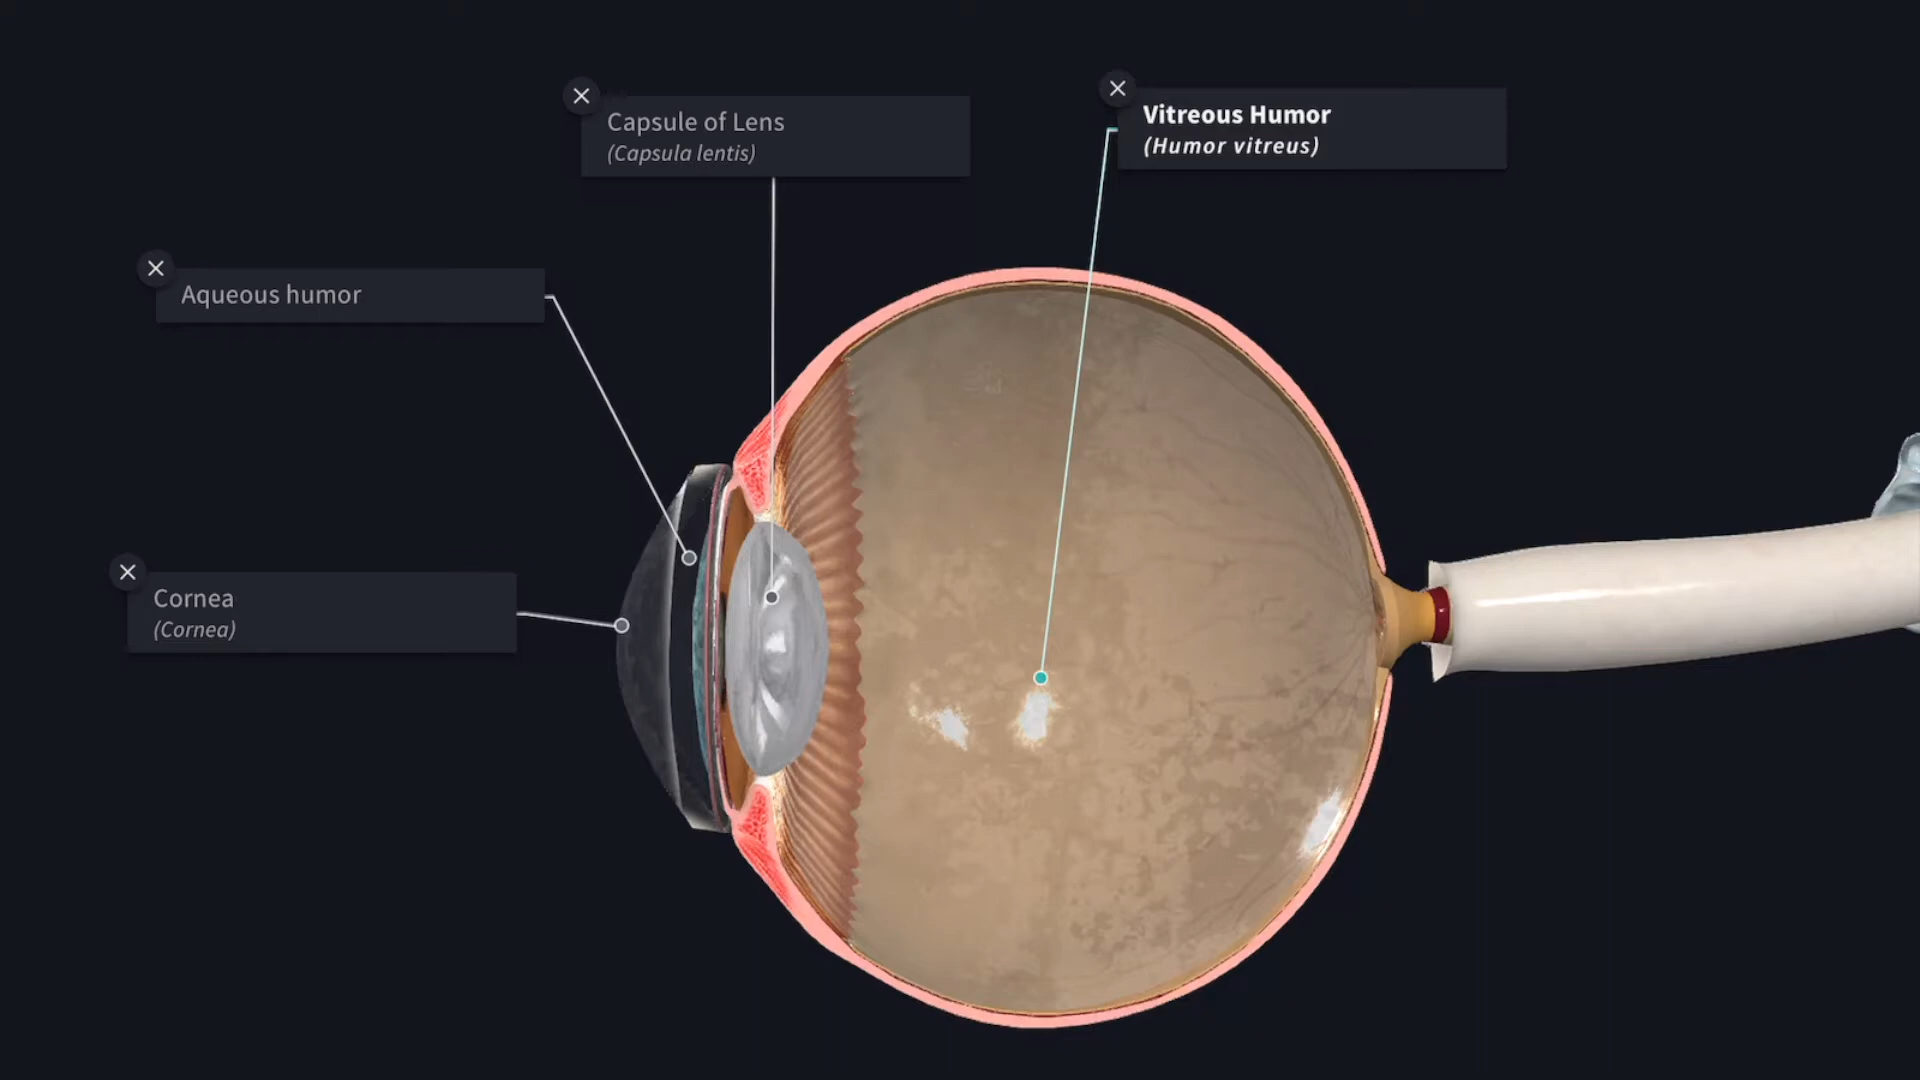 Capsule of Lens
(Capsula lentis)
Vitreous Humor
(Humor vitreus)
Aqueous humor
Cornea
(Cornea)